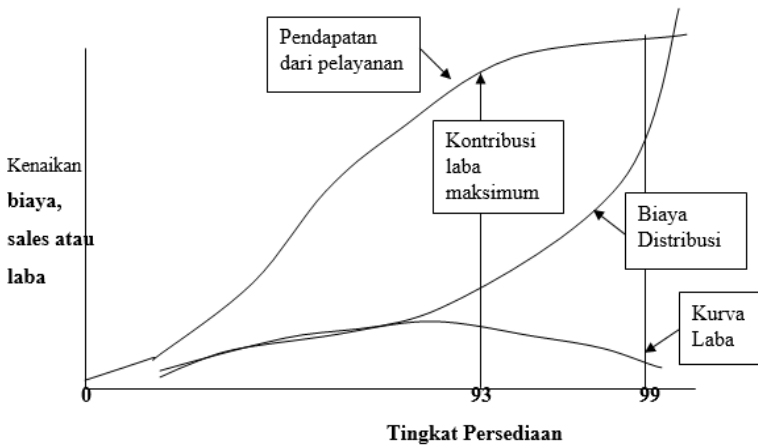 Pendapatan
dari pelayanan
Kontribusi
laba
maksimum
Kenaikan
biaya,
sales atau
laba
Biaya
Distribusi
Kurva
Laba
0
93
99
Tingkat Persediaan